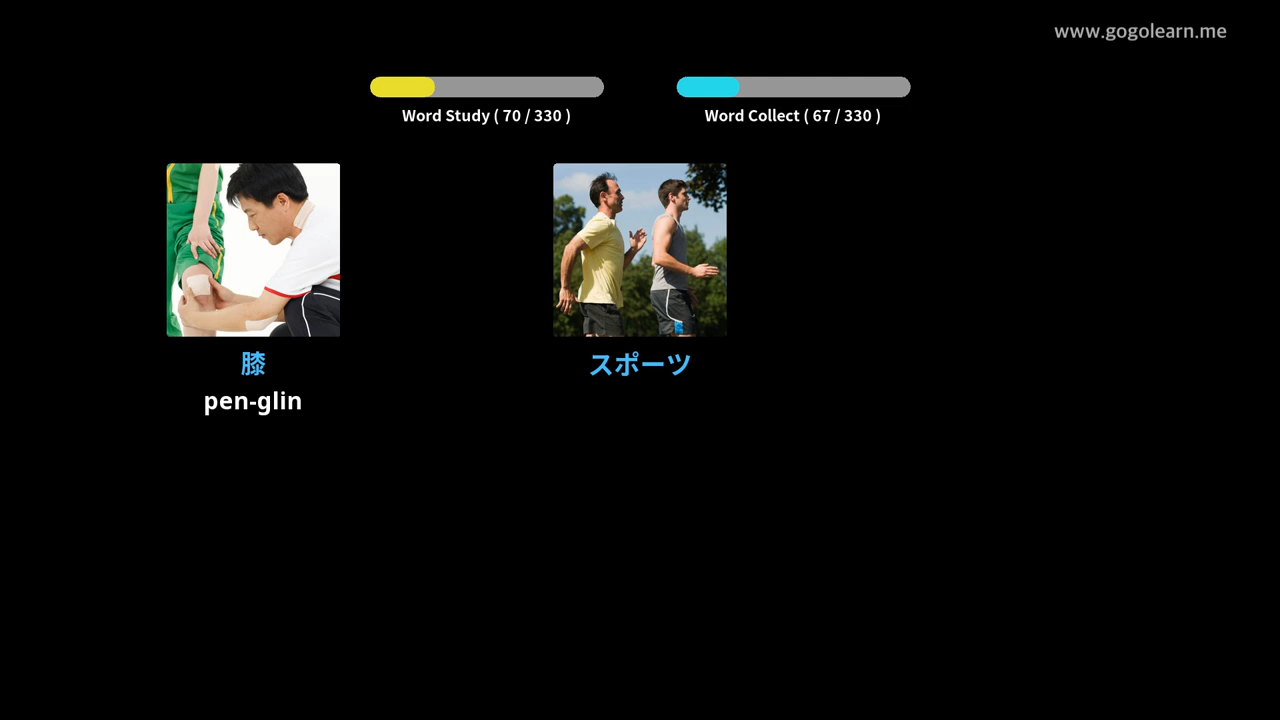 www.gogolearn.me
Word Study ( 70 / 330 )
Word Collect ( 67 / 330 )
膝
pen-glin
スポーツ